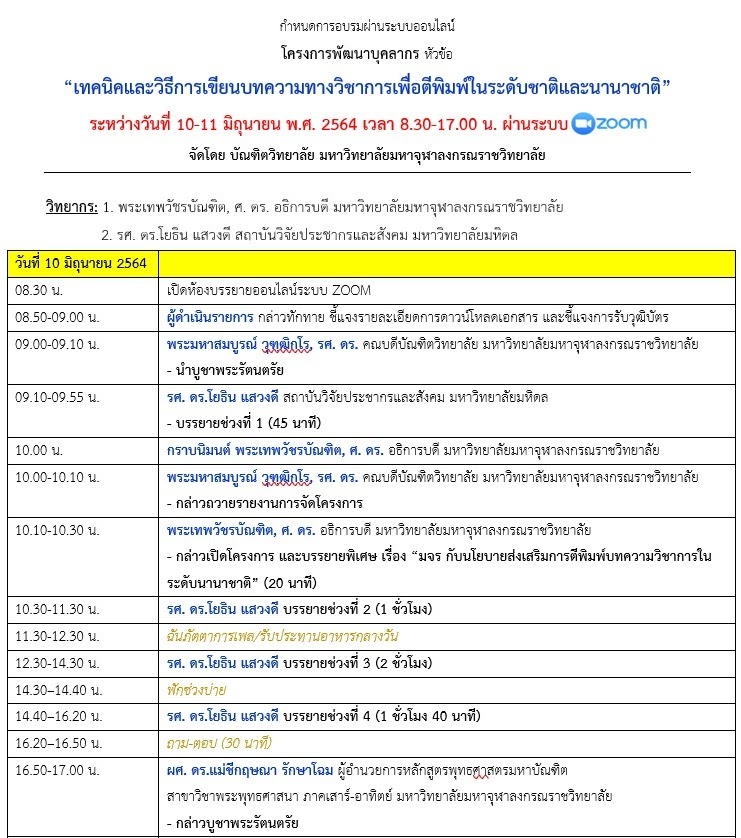 กำหนดการอบรมผ่านระบบออนไลน์
โครงการพัฒนาบุคลากร หัวข้อ
“เทคนิคและวิธีการเขียนบทความทางวิชาการเพื่อตีพิมพ์ในระดับชาติและนานาชาติ”
ระหว่างวันที่ 10-11 มิถุนายน พ.ศ. 2564 เวลา 8.30-17.00 น. ผ่านระบบ zoom
จัดโดย บัณฑิตวิทยาลัย มหาวิทยาลัยมหาจุฬาลงกรณราชวิทยาลัย
วิทยากร: 1. พระเทพวัชรบัณฑิต, ศ. ดร. อธิการบดี มหาวิทยาลัยมหาจุฬาลงกรณราชวิทยาลัย
2. รศ. ดร.โยธิน แสวงดี สถาบันวิจัยประชากรและสังคม มหาวิทยาลัยมหิดล
วันที่ 10 มิถุนายน 2564
08.30 น. เปิดห้องบรรยายออนไลน์ระบบ ZOOM
08.50-09.00 น. ผู้ดำเนินรายการ กล่าวทักทาย ชี้แจงรายละเอียดการดาวน์โหลดเอกสาร และชี้แจงการรับวุฒิบัตร
09.00-09.10 น. พระมหาสมบูรณ์ วุฑฺฒิกโร, รศ. ดร. คณบดีบัณฑิตวิทยาลัย มหาวิทยาลัยมหาจุฬาลงกรณราชวิทยาลัย
- นำบูชาพระรัตนตรัย
09.10-09.55 น. รศ. ดร.โยธิน แสวงดี สถาบันวิจัยประชากรและสังคม มหาวิทยาลัยมหิดล
- บรรยายช่วงที่ 1 (45 นาที)
10.00 น. กราบนิมนต์ พระเทพวัชรบัณฑิต, ศ. ดร. อธิการบดี มหาวิทยาลัยมหาจุฬาลงกรณราชวิทยาลัย
10.00-10.10 น. พระมหาสมบูรณ์ วุฑฺฒิกโร, รศ. ดร. คณบดีบัณฑิตวิทยาลัย มหาวิทยาลัยมหาจุฬาลงกรณราชวิทยาลัย
- กล่าวถวายรายงานการจัดโครงการ
10.10-10.30 น. พระเทพวัชรบัณฑิต, ศ. ดร. อธิการบดี มหาวิทยาลัยมหาจุฬาลงกรณราชวิทยาลัย
- กล่าวเปิดโครงการ และบรรยายพิเศษ เรื่อง “มจร กับนโยบายส่งเสริมการตีพิมพ์บทความวิชาการใน
ระดับนานาชาติ” (20 นาที)
10.30-11.30 น. รศ. ดร.โยธิน แสวงดี บรรยายช่วงที่ 2 (1 ชั่วโมง)
11.30-12.30 น. ฉันภัตตาการเพล/รับประทานอาหารกลางวัน
12.30-14.30 น. รศ. ดร.โยธิน แสวงดี บรรยายช่วงที่ 3 (2 ชั่วโมง)
14.30–14.40 น. พักช่วงบ่าย
14.40–16.20 น. รศ. ดร.โยธิน แสวงดี บรรยายช่วงที่ 4 (1 ชั่วโมง 40 นาที)
16.20–16.50 น. ถาม-ตอบ (30 นาที)
16.50-17.00 น. ผศ. ดร.แม่ชีกฤษณา รักษาโฉม ผู้อำนวยการหลักสูตรพุทธศาสตรมหาบัณฑิต
สาขาวิชาพระพุทธศาสนา ภาคเสาร์-อาทิตย์ มหาวิทยาลัยมหาจุฬาลงกรณราชวิทยาลัย
- กล่าวบูชาพระรัตนตรัย